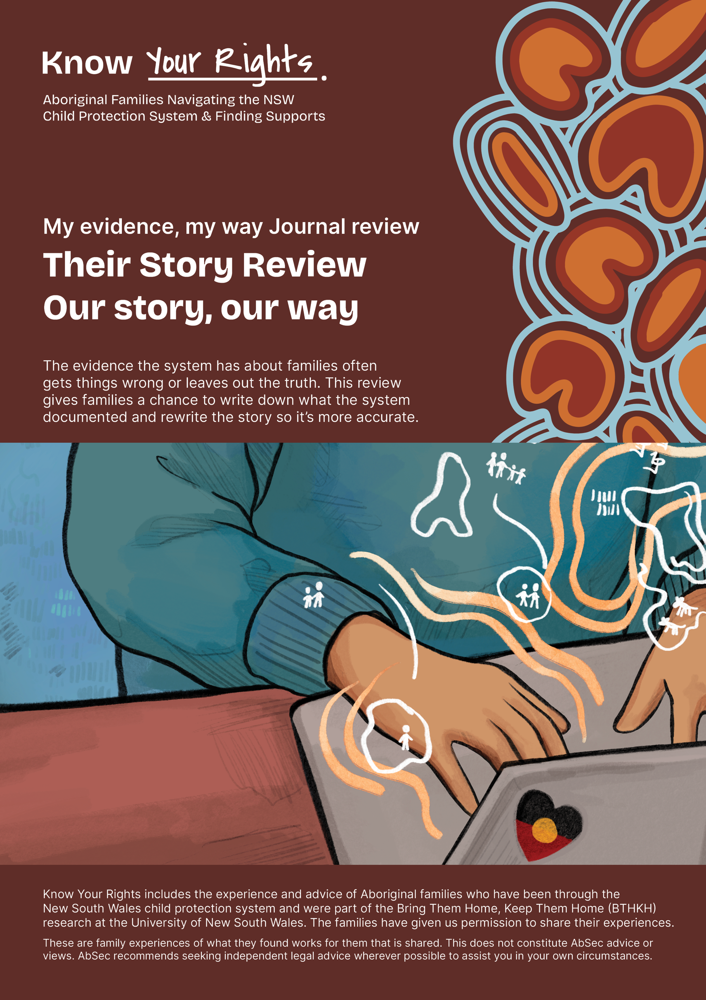 Know Your Rights.
Aboriginal Families Navigating the NSW
Child Protection System & Finding Supports
My evidence, my way Journal review
Their Story Review
Our story, our way
The evidence the system has about families often
gets things wrong or leaves out the truth. This review
gives families a chance to write down what the system
documented and rewrite the story so it’s more accurate.
Know Your Rights includes the experience and advice of Aboriginal families who have been through the
New South Wales child protection system and were part of the Bring Them Home, Keep Them Home (BTHKH)
research at the University of New South Wales. The families have given us permission to share their experiences.
These are family experiences of what they found works for them that is shared. This does not constitute AbSec advice or
views. AbSec recommends seeking independent legal advice wherever possible to assist you in your own circumstances.